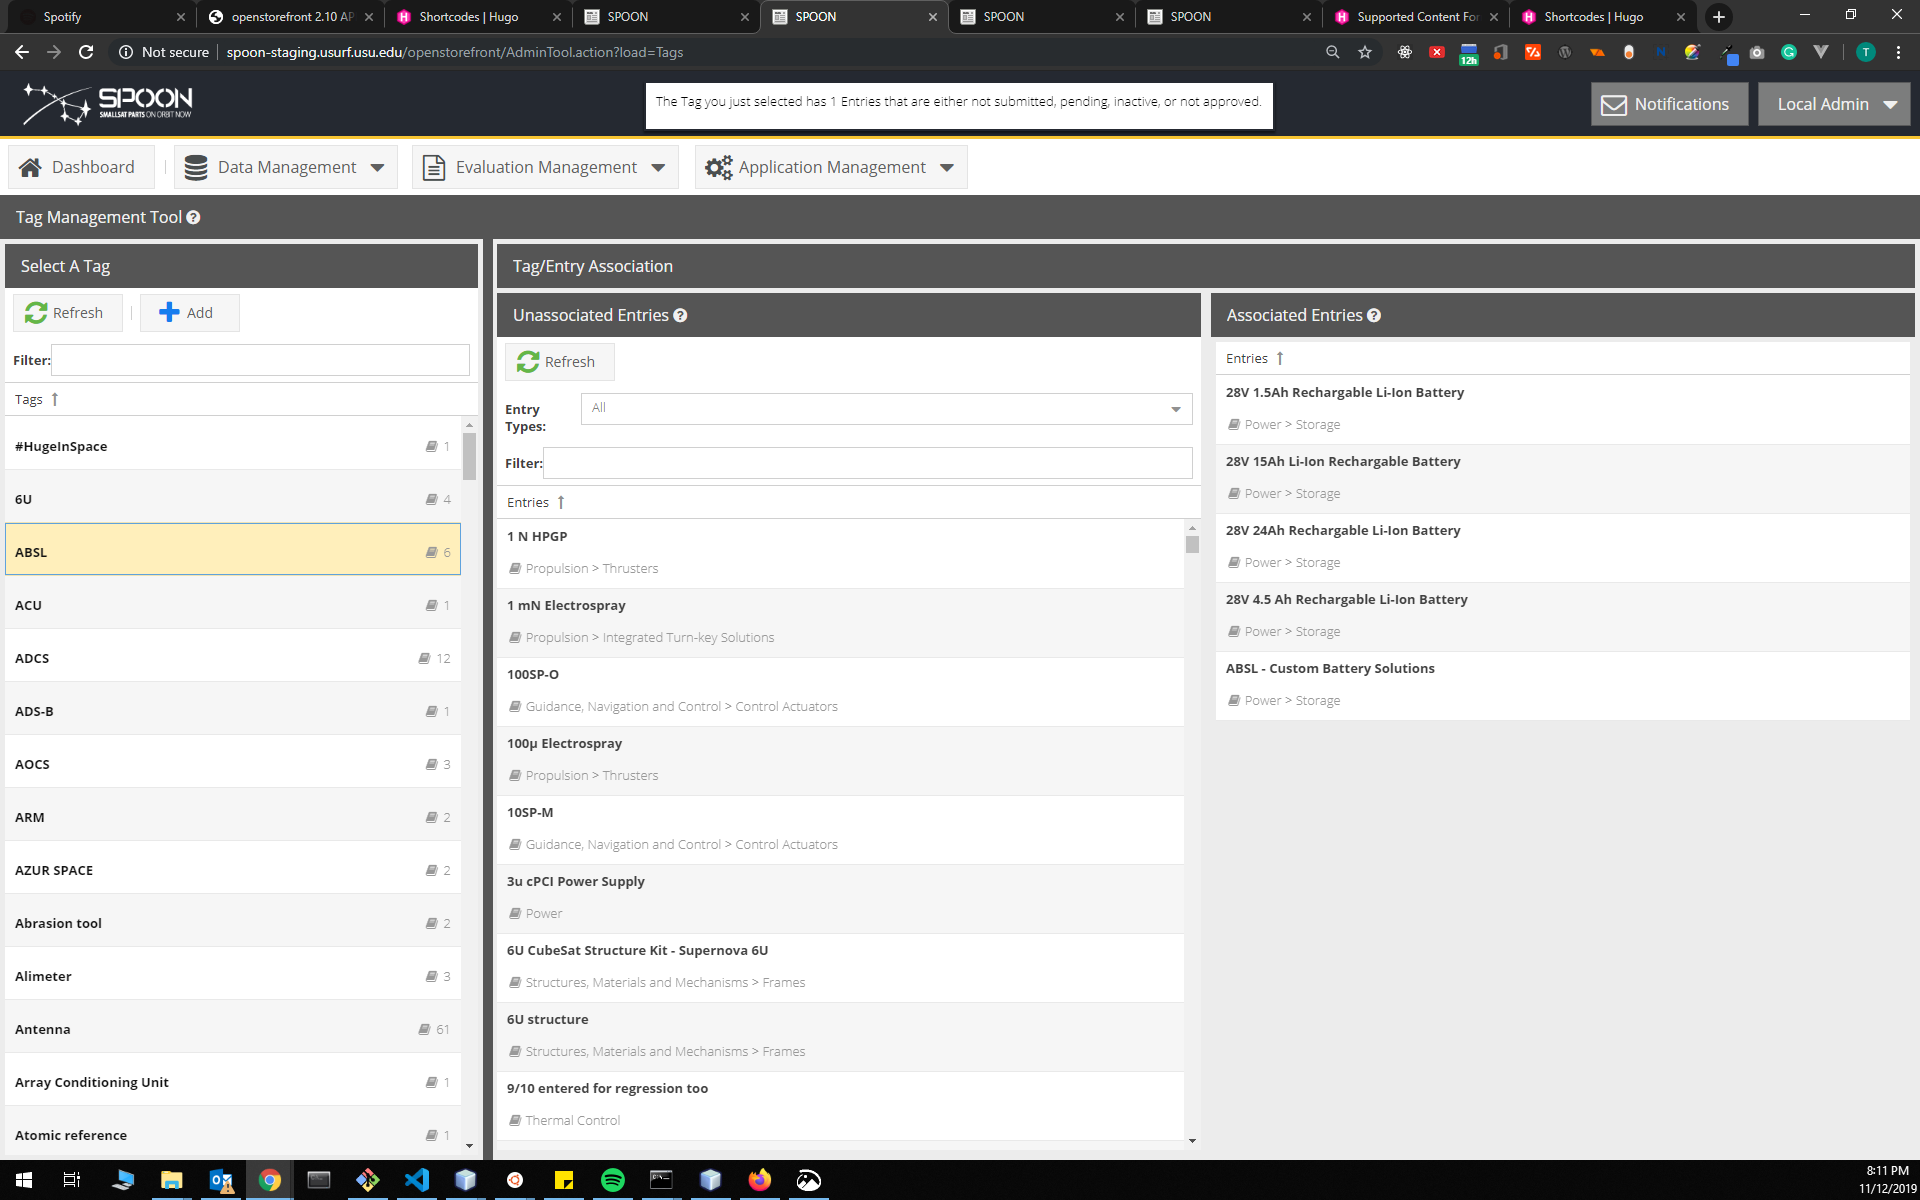 Spotify
openstorefront 2.10 AP
Shortcodes | Hugo
SPOON
SPOON
SPOON
SPOON
Supported Content For
Shortcodes | Hugo
Not secure
spoon-staging.usurf.usu.edu/openstorefront/AdminTool.action?load=Tags
12h
T
SPOON
SMALLSAT PARTS ON ORBIT NOW
The Tag you just selected has 1 Entries that are either not submitted, pending, inactive, or not approved.
Notifications
Local Admin
Dashboard
Data Management
Evaluation Management
Application Management
Tag Management Tool
Select A Tag
Refresh
Add
Filter:
Tags
#HugeInSpace 1
6U 4
ABSL 6
ACU 1
ADCS 12
ADS-B 1
AOCS 3
ARM 2
AZUR SPACE 2
Abrasion tool 2
Alimeter 3
Antenna 61
Array Conditioning Unit 1
Atomic reference 1
Tag/Entry Association
Unassociated Entries
Refresh
Entry Types:
All
Filter:
Entries
1 N HPGP
Propulsion > Thrusters
1 mN Electrospray
Propulsion > Integrated Turn-key Solutions
100SP-O
Guidance, Navigation and Control > Control Actuators
100µ Electrospray
Propulsion > Thrusters
10SP-M
Guidance, Navigation and Control > Control Actuators
3u cPCI Power Supply
Power
6U CubeSat Structure Kit - Supernova 6U
Structures, Materials and Mechanisms > Frames
6U structure
Structures, Materials and Mechanisms > Frames
9/10 entered for regression too
Thermal Control
Associated Entries
Entries
28V 1.5Ah Rechargable Li-Ion Battery
Power > Storage
28V 15Ah Li-Ion Rechargable Battery
Power > Storage
28V 24Ah Rechargable Li-Ion Battery
Power > Storage
28V 4.5 Ah Rechargable Li-Ion Battery
Power > Storage
ABSL - Custom Battery Solutions
Power > Storage
8:11 PM
11/12/2019